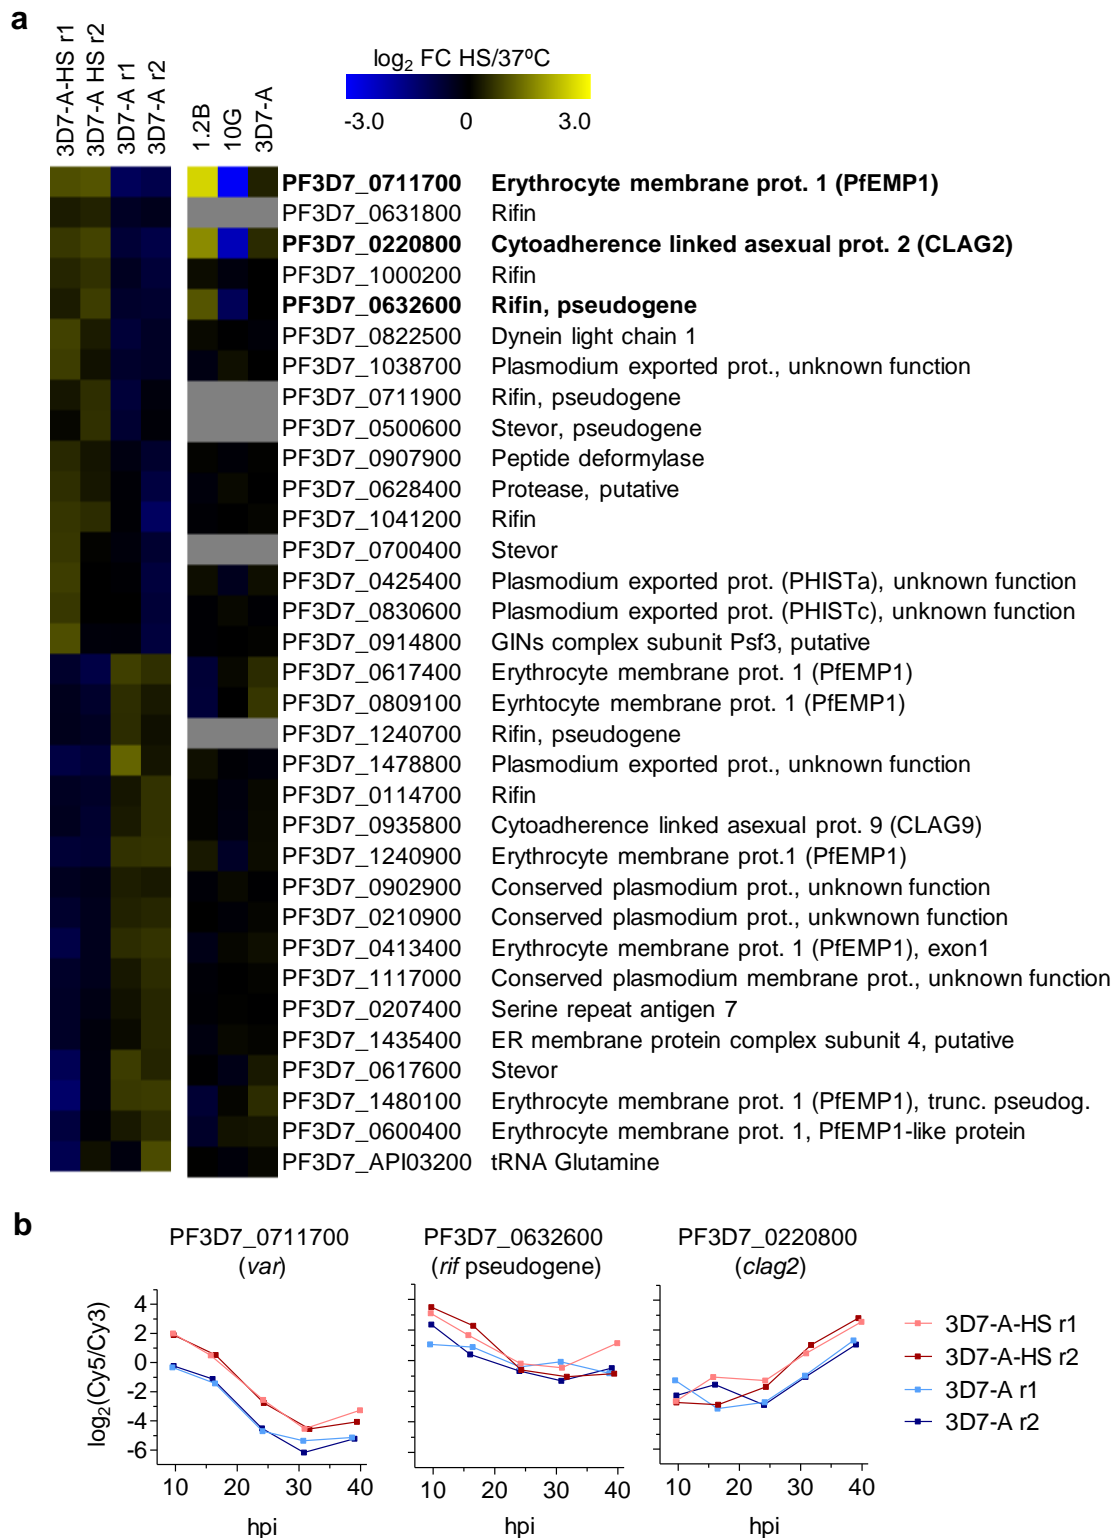 a
3D7-A-HS r1
3D7-A HS r2
3D7-A r1
3D7-A r2
1.2B
10G
3D7-A
log2 FC HS/37ºC
-3.0 0 3.0
PF3D7_0711700 Erythrocyte membrane prot. 1 (PfEMP1)
PF3D7_0631800 Rifin
PF3D7_0220800 Cytoadherence linked asexual prot. 2 (CLAG2)
PF3D7_1000200 Rifin
PF3D7_0632600 Rifin, pseudogene
PF3D7_0822500 Dynein light chain 1
PF3D7_1038700 Plasmodium exported prot., unknown function
PF3D7_0711900 Rifin, pseudogene
PF3D7_0500600 Stevor, pseudogene
PF3D7_0907900 Peptide deformylase
PF3D7_0628400 Protease, putative
PF3D7_1041200 Rifin
PF3D7_0700400 Stevor
PF3D7_0425400 Plasmodium exported prot. (PHISTa), unknown function
PF3D7_0830600 Plasmodium exported prot. (PHISTc), unknown function
PF3D7_0914800 GINs complex subunit Psf3, putative
PF3D7_0617400 Erythrocyte membrane prot. 1 (PfEMP1)
PF3D7_0809100 Eyrhtocyte membrane prot. 1 (PfEMP1)
PF3D7_1240700 Rifin, pseudogene
PF3D7_1478800 Plasmodium exported prot., unknown function
PF3D7_0114700 Rifin
PF3D7_0935800 Cytoadherence linked asexual prot. 9 (CLAG9)
PF3D7_1240900 Erythrocyte membrane prot.1 (PfEMP1)
PF3D7_0902900 Conserved plasmodium prot., unknown function
PF3D7_0210900 Conserved plasmodium prot., unkwnown function
PF3D7_0413400 Erythrocyte membrane prot. 1 (PfEMP1), exon1
PF3D7_1117000 Conserved plasmodium membrane prot., unknown function
PF3D7_0207400 Serine repeat antigen 7
PF3D7_1435400 ER membrane protein complex subunit 4, putative
PF3D7_0617600 Stevor
PF3D7_1480100 Erythrocyte membrane prot. 1 (PfEMP1), trunc. pseudog.
PF3D7_0600400 Erythrocyte membrane prot. 1, PfEMP1-like protein
PF3D7_API03200 tRNA Glutamine
b
PF3D7_0711700 PF3D7_0632600 PF3D7_0220800
(var) (rif pseudogene) (clag2)
log2(Cy5/Cy3)
4
2
0
-2
-4
-6
10 20 30 40 10 20 30 40 10 20 30 40
hpi hpi hpi
3D7-A-HS r1
3D7-A-HS r2
3D7-A r1
3D7-A r2